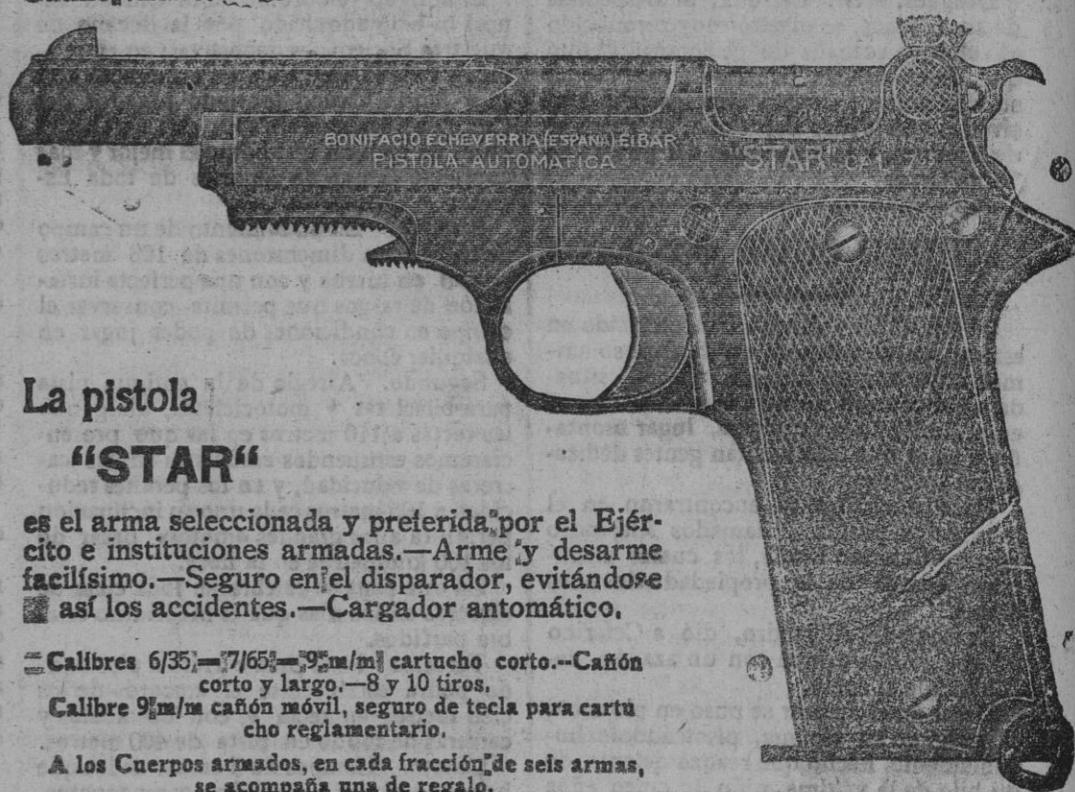 BONIFACIO ECHEVERRIA (ESPAÑA) EIBAR
PISTOLA AUTOMATICA
"STAR" CAL. 7'65
La pistola
“STAR“
es el arma seleccionada y preferida por el Ejér-
cito e instituciones armadas.—Arme y desarme
facilísimo.—Seguro en el disparador, evitándose
así los accidentes.—Cargador antomático.
Calibres 6/35,—7/65—9 m/m cartucho corto.--Cañón
corto y largo.—8 y 10 tiros.
Calibre 9 m/m cañón móvil, seguro de tecla para cartu
cho reglamentario.
A los Cuerpos armados, en cada fracción de seis armas,
se acompaña una de regalo.